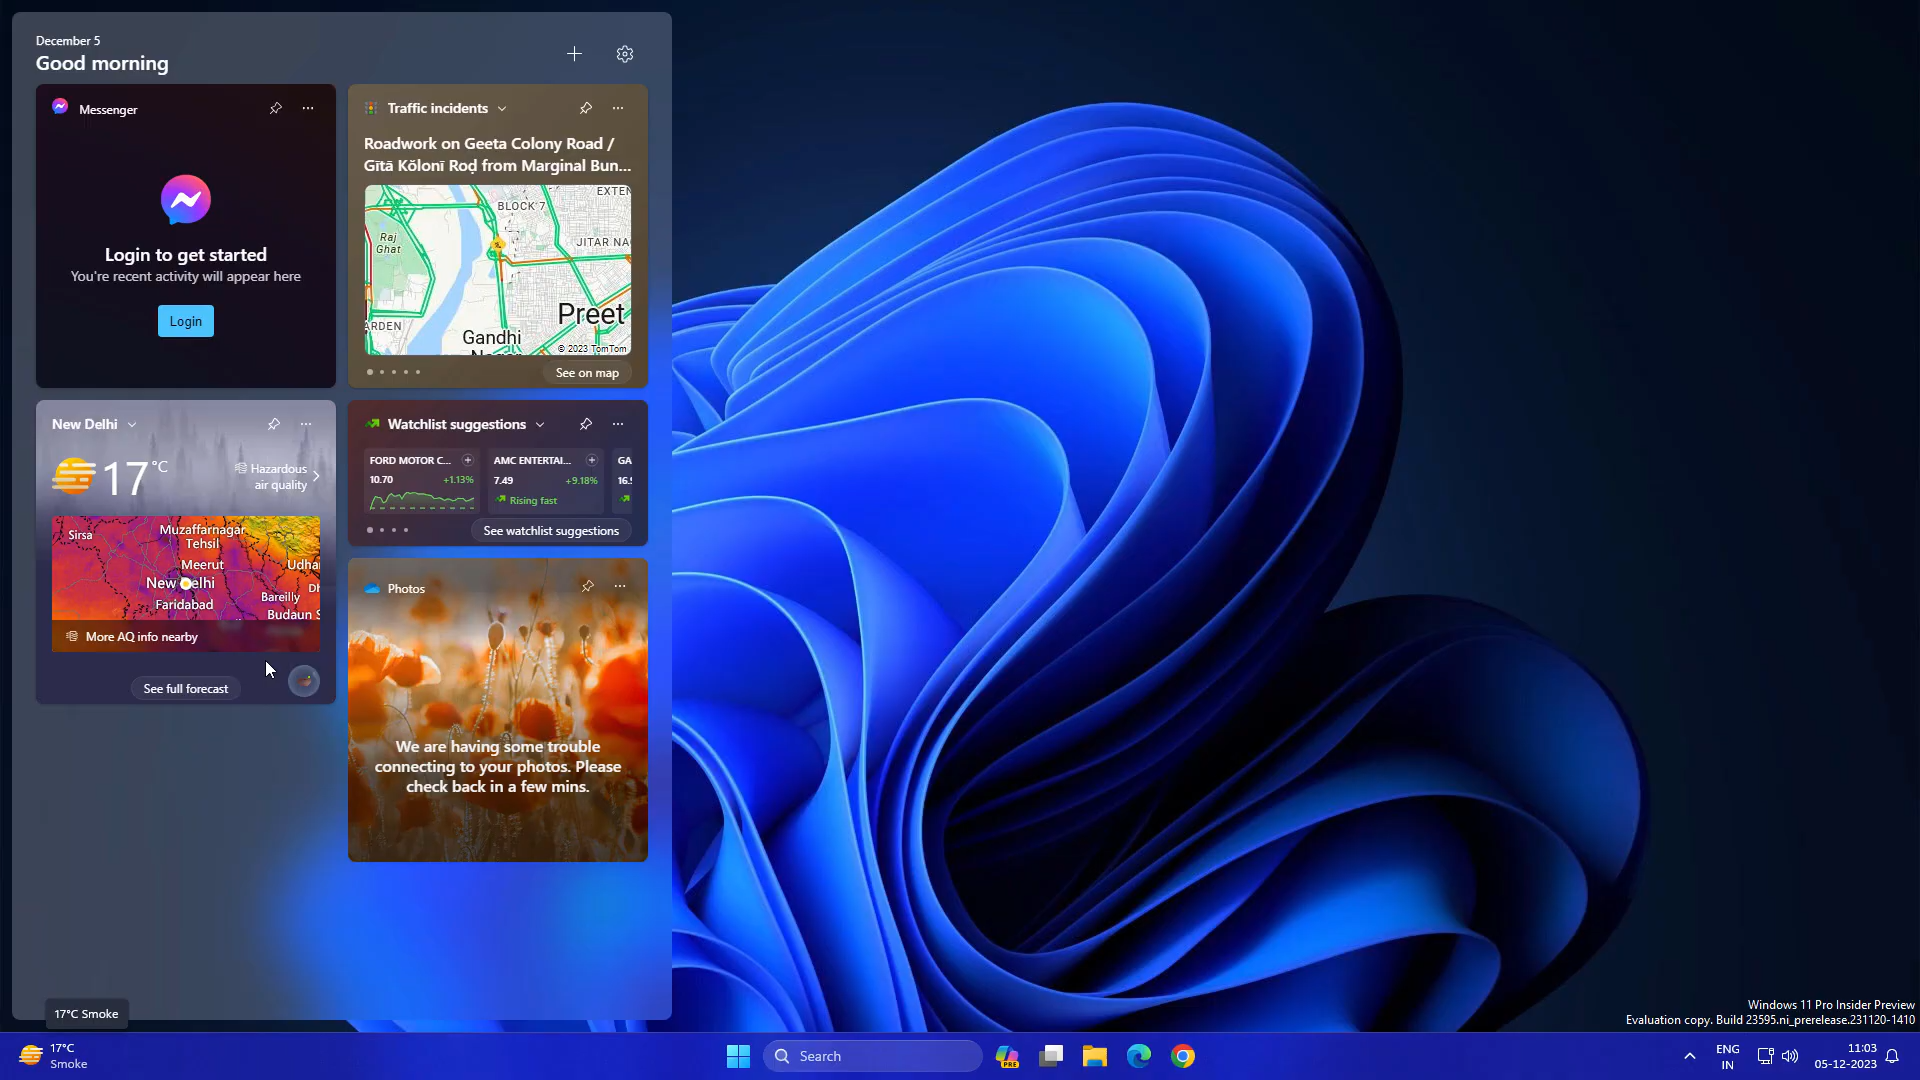 December 5
Good morning
Messenger
Login to get started
You're recent activity will appear here
Login
Traffic incidents
Roadwork on Geeta Colony Road /
Gītā Kŏlonī Roḍ from Marginal Bun...
EXTEN
BLOCK 7
Raj
Ghat
JITAR NA
ARDEN
Preet
Gandhi
© 2023 TomTom
See on map
New Delhi
17°C
Hazardous
air quality
Sirsa
Muzaffarnagar
Tehsil
Meerut
Udhar
New Delhi
Faridabad
Bareilly
Budaun S
More AQ info nearby
See full forecast
Watchlist suggestions
FORD MOTOR C...
10.70
+1.13%
AMC ENTERTAI...
7.49
+9.18%
Rising fast
GA
16.5
See watchlist suggestions
Photos
We are having some trouble
connecting to your photos. Please
check back in a few mins.
17°C Smoke
Windows 11 Pro Insider Preview
Evaluation copy. Build 23595.ni_prerelease.231120-1410
17°C
Smoke
Search
PRE
ENG
IN
11:03
05-12-2023